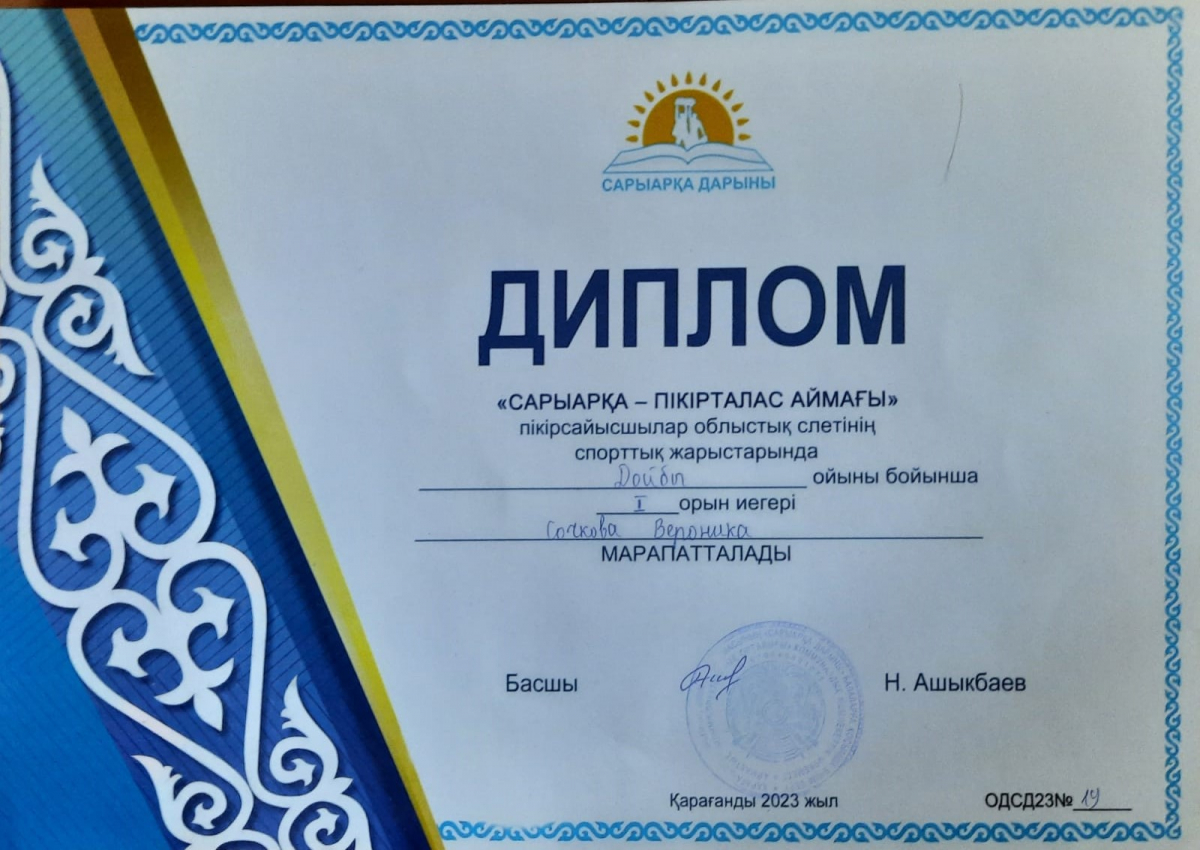 САРЫАРҚА ДАРЫНЫ
ДИПЛОМ
«САРЫАРҚА – ПІКІРТАЛАС АЙМАҒЫ»
пікірсайысшылар облыстық слетінің
спорттық жарыстарында
Дойбы ойыны бойынша
I орын иегері
Сочкова Вероника
МАРАПАТТАЛАДЫ
Басшы Н. Ашыкбаев
Қарағанды 2023 жыл ОДСД23№ 14